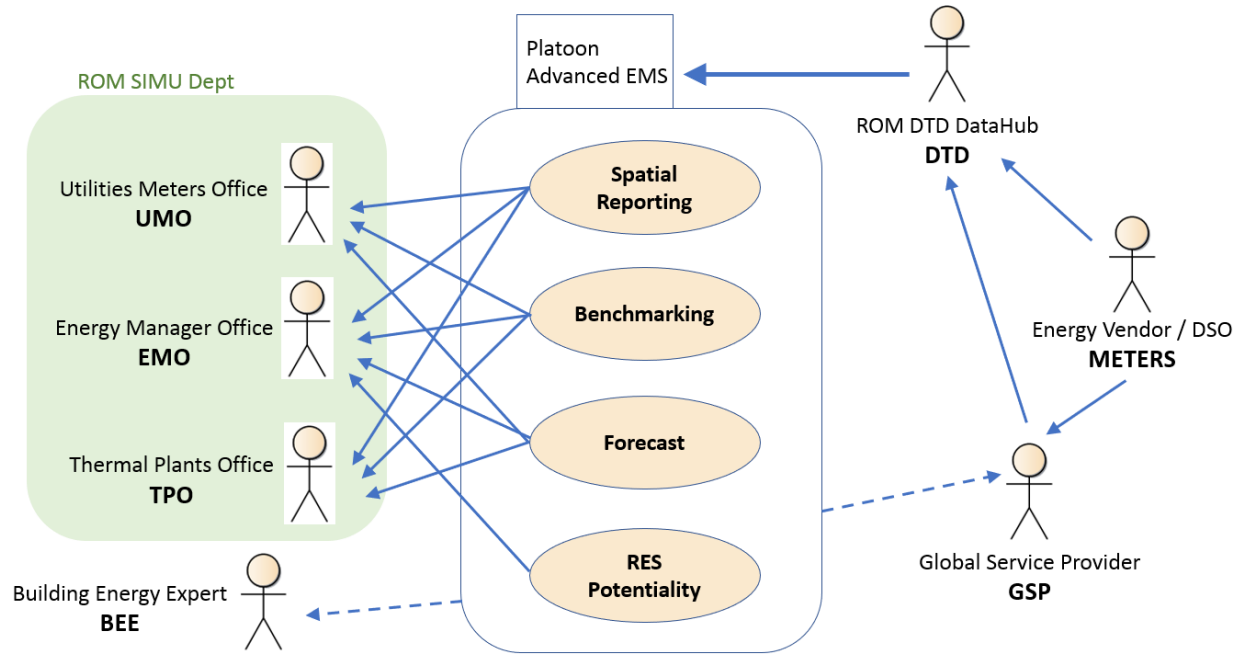 ROM SIMU Dept
Utilities Meters Office
UMO
Energy Manager Office
EMO
Thermal Plants Office
TPO
Building Energy Expert
BEE
Platoon
Advanced EMS
Spatial
Reporting
Benchmarking
Forecast
RES
Potentiality
ROM DTD DataHub
DTD
Energy Vendor / DSO
METERS
Global Service Provider
GSP